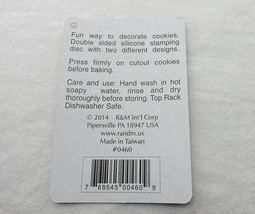 Fun way to decorate cookies.
Double sided silicone stamping
disc with two different designs.
Press firmly on cutout cookies
before baking.
Care and use: Hand wash in hot
soapy water, rinse and dry
thoroughly before storing. Top Rack
Dishwasher Safe.
© 2014 R&M Int'l Corp
Pipersville PA 18947 USA
www.randm.us
Made in Taiwan
#0460
7 68545 00460 9